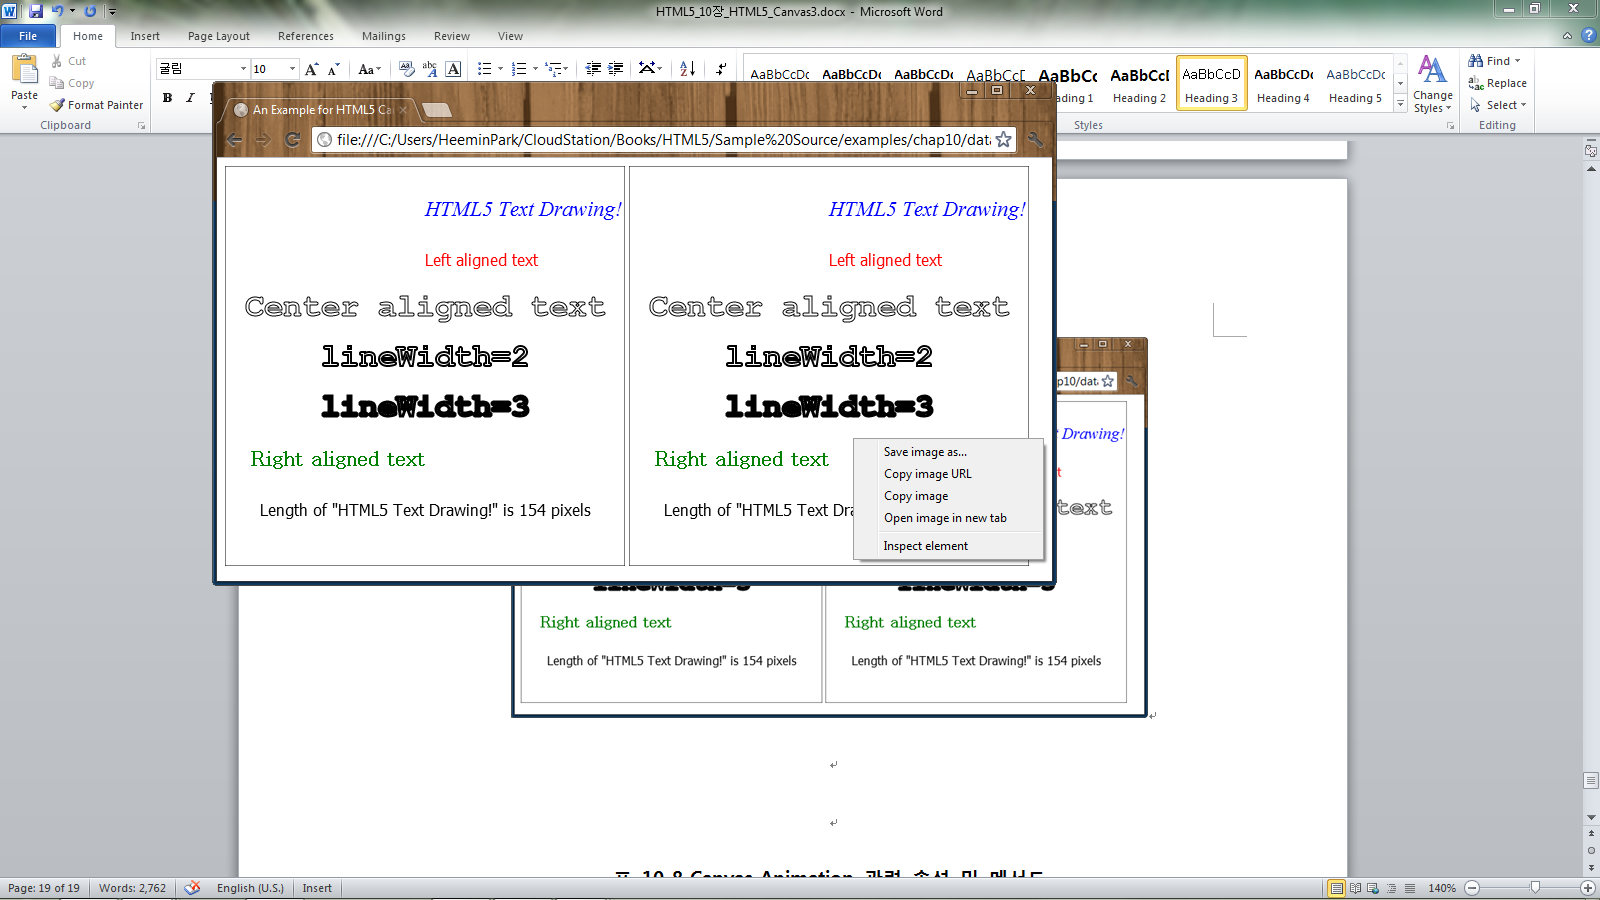 HTML5_10장_HTML5_Canvas3.docx - Microsoft Word
File Home Insert Page Layout References Mailings Review View
Paste
Cut
Copy
Format Painter
Clipboard
굴림 10
B I
AaBbCcDc AaBbCcDc AaBbCcDc AaBbCcD AaBbCc AaBbCcD AaBbCcD AaBbCcDc AaBbCcDc
Heading 2 Heading 3 Heading 4 Heading 5
Change Styles
Styles
Find
Replace
Select
Editing
An Example for HTML5 Ca
file:///C:/Users/HeeminPark/CloudStation/Books/HTML5/Sample%20Source/examples/chap10/data
HTML5 Text Drawing!
Left aligned text
Center aligned text
lineWidth=2
lineWidth=3
Right aligned text
Length of "HTML5 Text Drawing!" is 154 pixels
HTML5 Text Drawing!
Left aligned text
Center aligned text
lineWidth=2
lineWidth=3
Right aligned text
Length of "HTML5 Text Dra
Save image as...
Copy image URL
Copy image
Open image in new tab
Inspect element
Drawing!
text
Right aligned text
Length of "HTML5 Text Drawing!" is 154 pixels
Right aligned text
Length of "HTML5 Text Drawing!" is 154 pixels
Page: 19 of 19 Words: 2,762 English (U.S.) Insert 140%